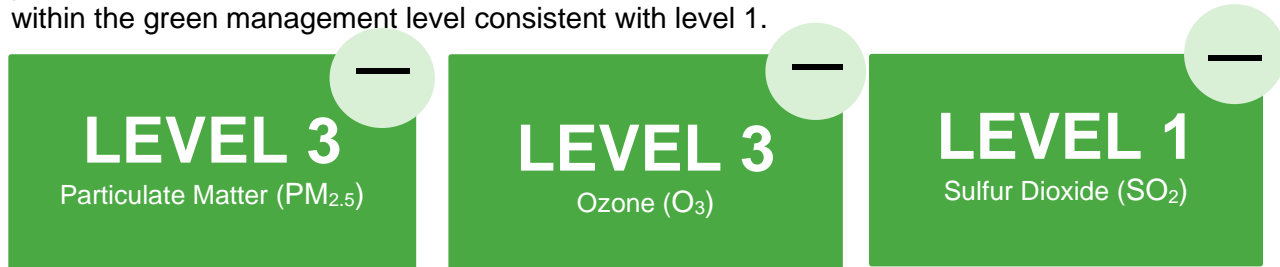 within the green management level consistent with level 1.
LEVEL 3
Particulate Matter (PM2.5)
LEVEL 3
Ozone (O3)
LEVEL 1
Sulfur Dioxide (SO2)